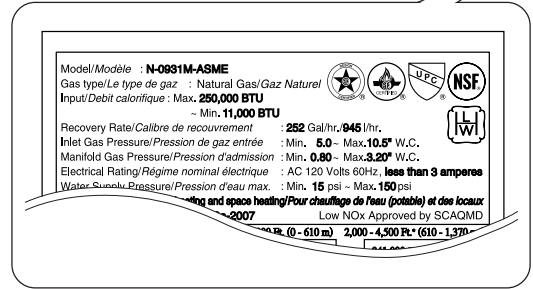 Model/Modèle : N-0931M-ASME
Gas type/Le type de gaz : Natural Gas/Gaz Naturel
Input/Debit calorifique : Max. 250,000 BTU
~ Min. 11,000 BTU
Recovery Rate/Calibre de recouvrement : 252 Gal/hr./945 l/hr.
Inlet Gas Pressure/Pression de gaz entrée : Min. 5.0 ~ Max. 10.5" W.C.
Manifold Gas Pressure/Pression d'admission : Min. 0.80 ~ Max. 3.20" W.C.
Electrical Rating/Régime nominal électrique : AC 120 Volts 60Hz, less than 3 amperes
Water Supply Pressure/Pression d'eau max. : Min. 15 psi ~ Max. 150 psi
and space heating/Pour chauffage de l'eau (potable) et des locaux
-2007 Low NOx Approved by SCAQMD
Ft. (0 - 610 m) 2,000 - 4,500 Ft.* (610 - 1,370
UPC
NSF.
CERTIFIED